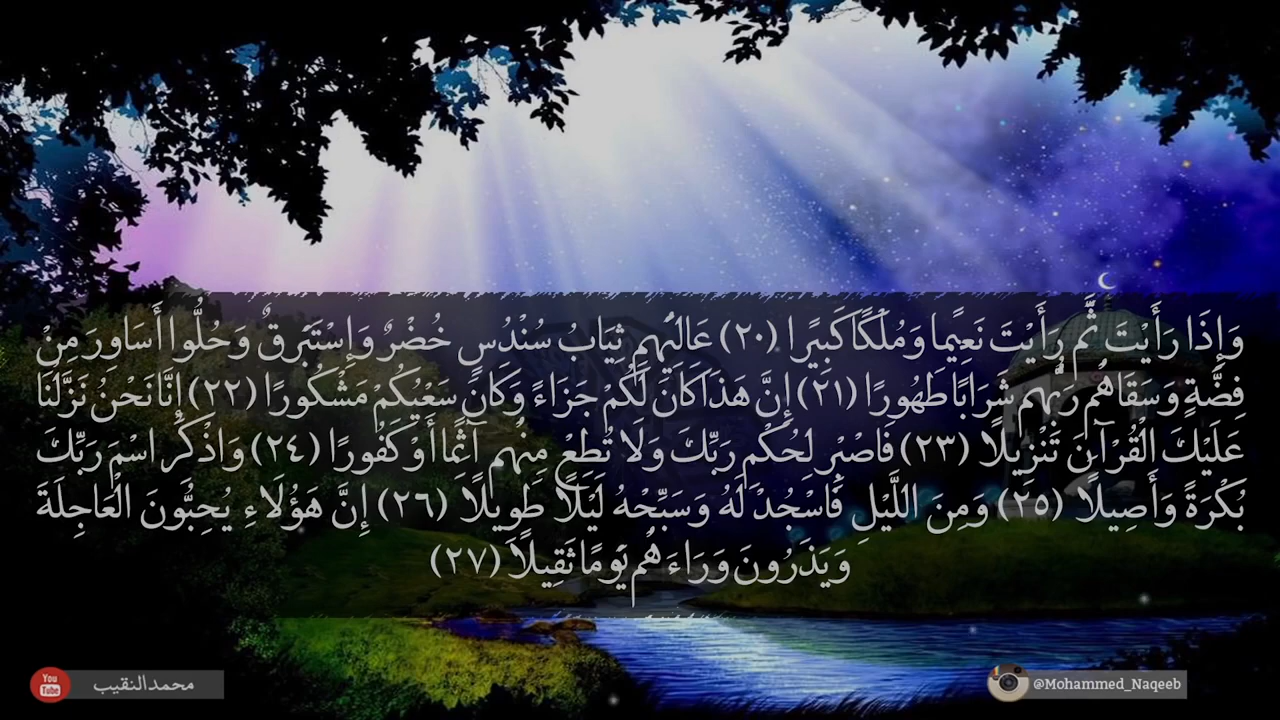 وَإِذَا رَأَيْتَ ثَمَّ رَأَيْتَ نَعِيمًا وَمُلْكًا كَبِيرًا (٢٠) عَالِيَهُمْ ثِيَابُ سُنْدُسٍ خُضْرٌ وَإِسْتَبْرَقٌ وَحُلُّوا أَسَاوِرَ مِنْ
فِضَّةٍ وَسَقَاهُمْ رَبُّهُمْ شَرَابًا طَهُورًا (٢١) إِنَّ هَذَا كَانَ لَكُمْ جَزَاءً وَكَانَ سَعْيُكُمْ مَشْكُورًا (٢٢) إِنَّا نَحْنُ نَزَّلْنَا
عَلَيْكَ الْقُرْآنَ تَنْزِيلًا (٢٣) فَاصْبِرْ لِحُكْمِ رَبِّكَ وَلَا تُطِعْ مِنْهُمْ آثِمًا أَوْ كَفُورًا (٢٤) وَاذْكُرِ اسْمَ رَبِّكَ
بُكْرَةً وَأَصِيلًا (٢٥) وَمِنَ اللَّيْلِ فَاسْجُدْ لَهُ وَسَبِّحْهُ لَيْلًا طَوِيلًا (٢٦) إِنَّ هَؤُلَاءِ يُحِبُّونَ الْعَاجِلَةَ
وَيَذَرُونَ وَرَاءَهُمْ يَوْمًا ثَقِيلًا (٢٧)
You Tube محمد النقيب
@Mohammed_Naqeeb